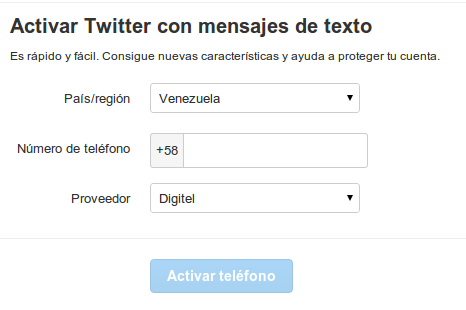 Activar Twitter con mensajes de texto
Es rápido y fácil. Consigue nuevas características y ayuda a proteger tu cuenta.
País/región Venezuela
Número de teléfono +58
Proveedor Digitel
Activar teléfono